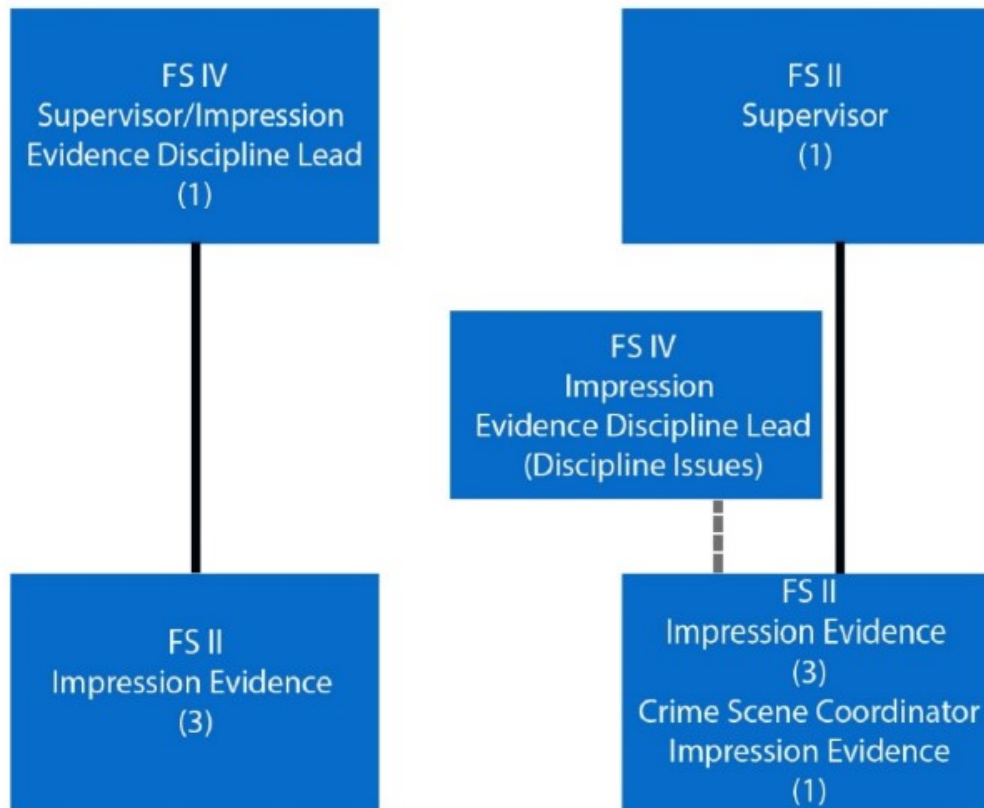 FS IV
Supervisor/Impression
Evidence Discipline Lead
(1)
FS II
Supervisor
(1)
FS IV
Impression
Evidence Discipline Lead
(Discipline Issues)
FS II
Impression Evidence
(3)
FS II
Impression Evidence
(3)
Crime Scene Coordinator
Impression Evidence
(1)